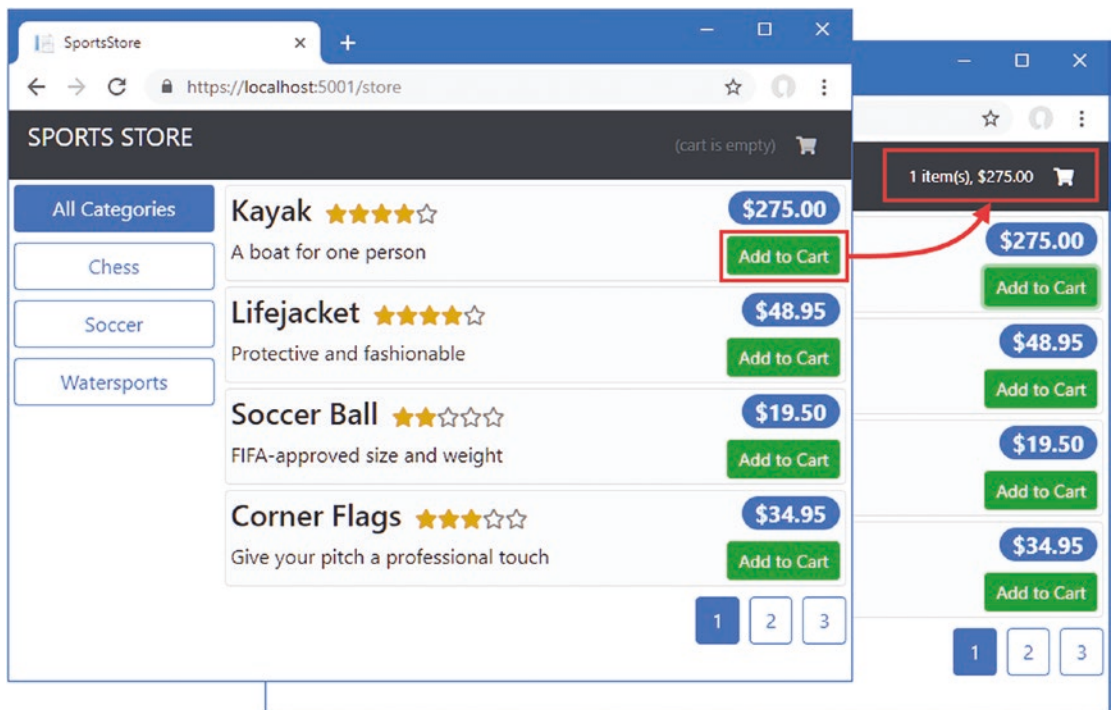 SportsStore
https://localhost:5001/store
SPORTS STORE
(cart is empty)
All Categories
Chess
Soccer
Watersports
Kayak
$275.00
A boat for one person
Add to Cart
Lifejacket
$48.95
Protective and fashionable
Add to Cart
Soccer Ball
$19.50
FIFA-approved size and weight
Add to Cart
Corner Flags
$34.95
Give your pitch a professional touch
Add to Cart
1 2 3
1 item(s), $275.00
$275.00
Add to Cart
$48.95
Add to Cart
$19.50
Add to Cart
$34.95
Add to Cart
1 2 3